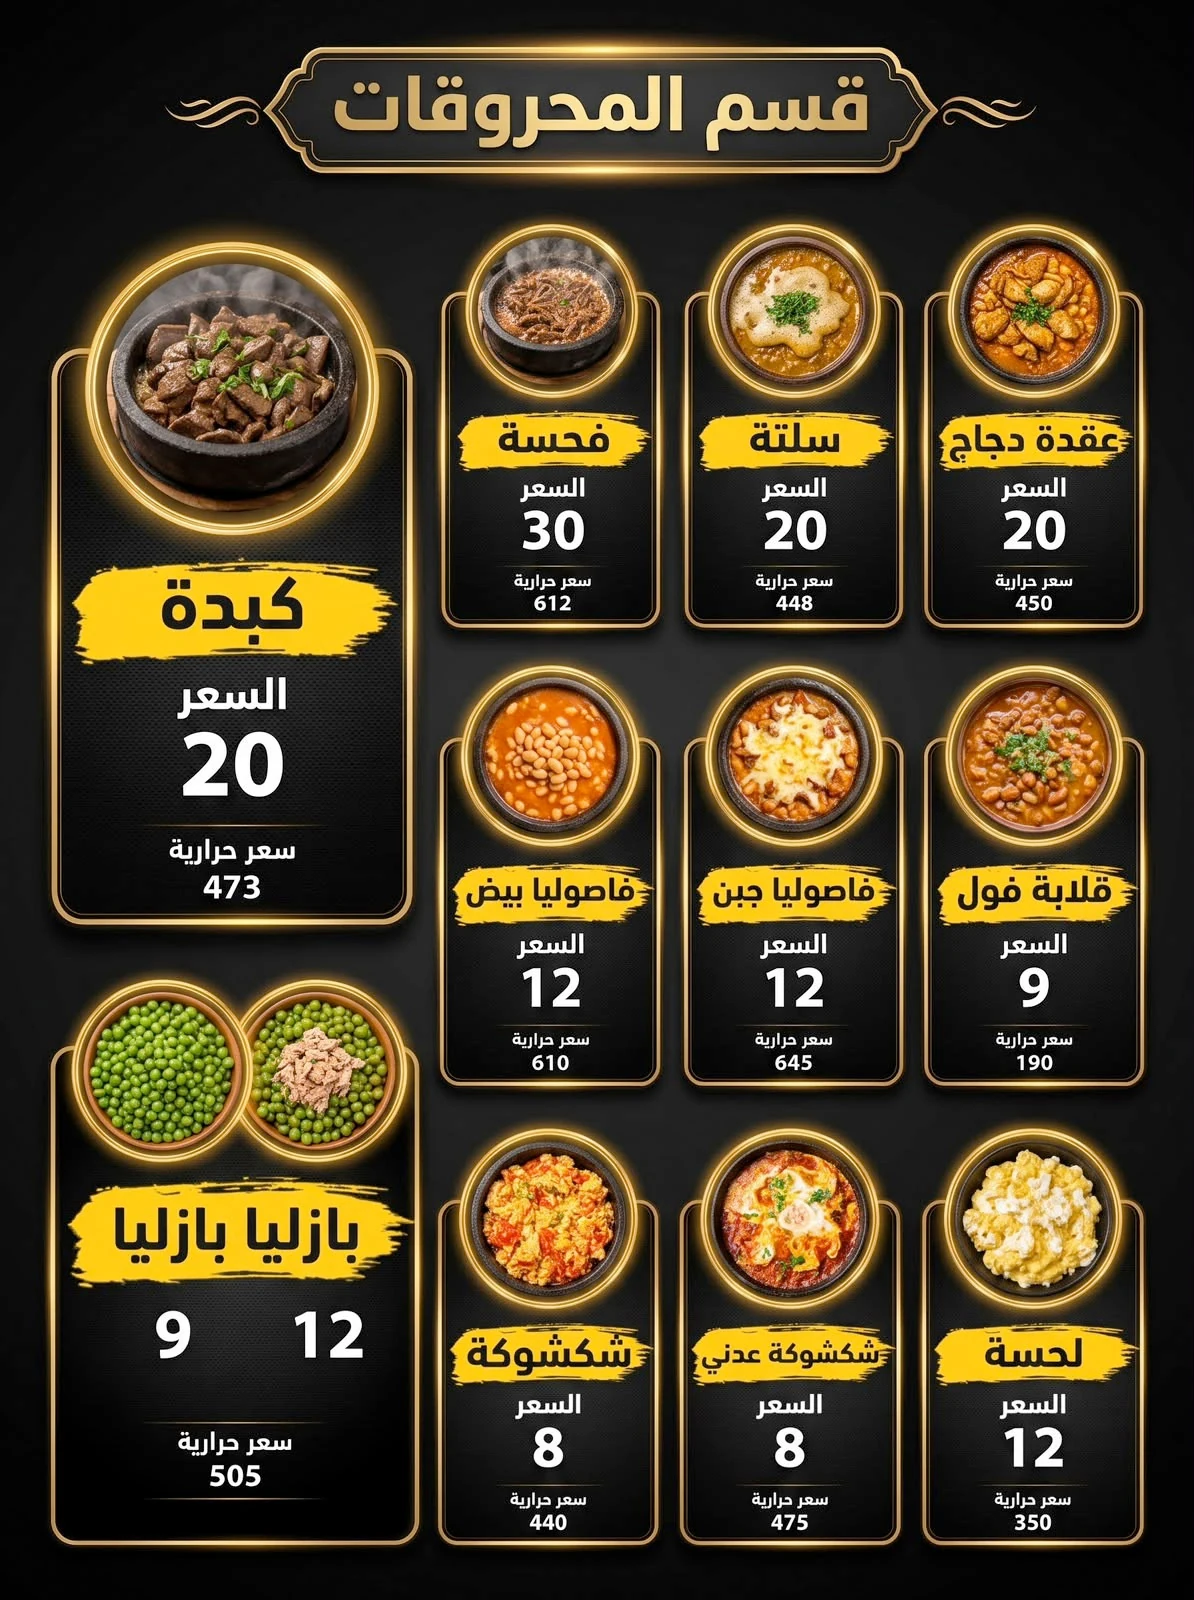 قسم المحروقات
عقدة دجاج
السعر
20
سعر حرارية
450
سلتة
السعر
20
سعر حرارية
448
فحسة
السعر
30
سعر حرارية
612
كبدة
السعر
20
سعر حرارية
473
قلابة فول
السعر
9
سعر حرارية
190
فاصوليا جبن
السعر
12
سعر حرارية
645
فاصوليا بيض
السعر
12
سعر حرارية
610
لحسة
السعر
12
سعر حرارية
350
شكشوكة عدني
السعر
8
سعر حرارية
475
شكشوكة
السعر
8
سعر حرارية
440
بازليا بازليا
12 9
سعر حرارية
505